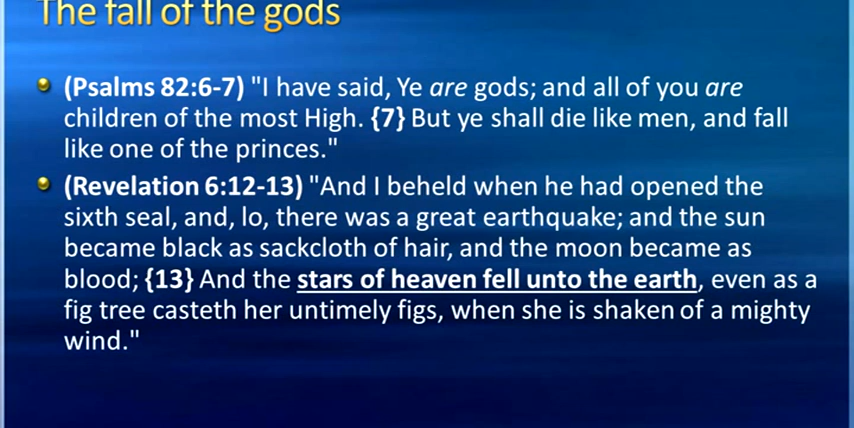 The fall of the gods
(Psalms 82:6-7) "I have said, Ye are gods; and all of you are
children of the most High. {7} But ye shall die like men, and fall
like one of the princes."
(Revelation 6:12-13) "And I beheld when he had opened the
sixth seal, and, lo, there was a great earthquake; and the sun
became black as sackcloth of hair, and the moon became as
blood; {13} And the stars of heaven fell unto the earth, even as a
fig tree casteth her untimely figs, when she is shaken of a mighty
wind."